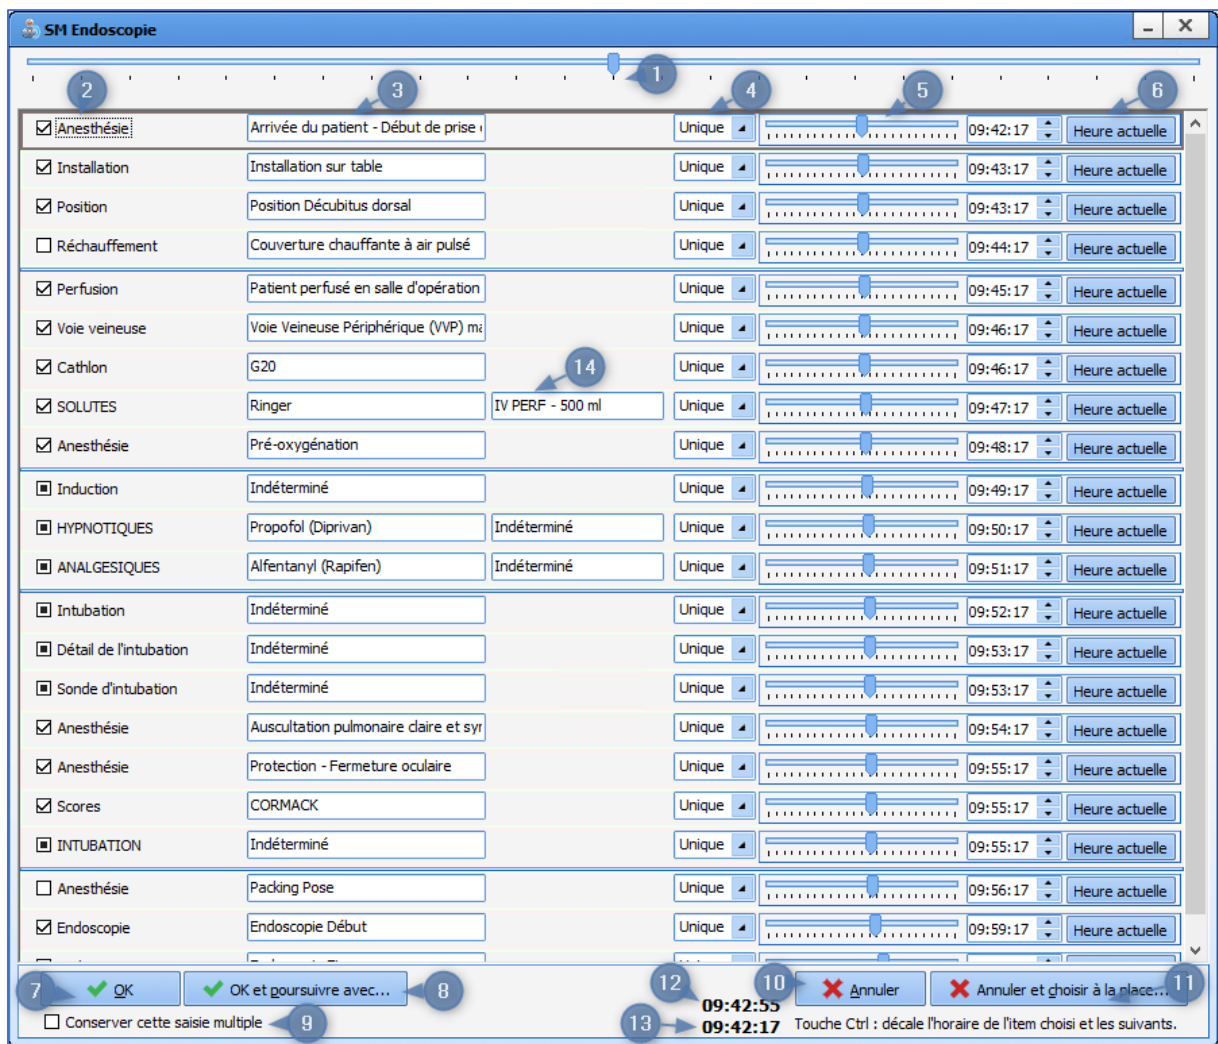 SM Endoscopie
1
2 3 4 5 6
Anesthésie Arrivée du patient - Début de prise Unique 09:42:17 Heure actuelle
Installation Installation sur table Unique 09:43:17 Heure actuelle
Position Position Décubitus dorsal Unique 09:43:17 Heure actuelle
Réchauffement Couverture chauffante à air pulsé Unique 09:44:17 Heure actuelle
Perfusion Patient perfusé en salle d'opération Unique 09:45:17 Heure actuelle
Voie veineuse Voie Veineuse Périphérique (VVP) ma Unique 09:46:17 Heure actuelle
Cathlon G20 Unique 09:46:17 Heure actuelle
14
SOLUTES Ringer IV PERF - 500 ml Unique 09:47:17 Heure actuelle
Anesthésie Pré-oxygénation Unique 09:48:17 Heure actuelle
Induction Indéterminé Unique 09:49:17 Heure actuelle
HYPNOTIQUES Propofol (Diprivan) Indéterminé Unique 09:50:17 Heure actuelle
ANALGESIQUES Alfentanyl (Rapifen) Indéterminé Unique 09:51:17 Heure actuelle
Intubation Indéterminé Unique 09:52:17 Heure actuelle
Détail de l'intubation Indéterminé Unique 09:53:17 Heure actuelle
Sonde d'intubation Indéterminé Unique 09:53:17 Heure actuelle
Anesthésie Auscultation pulmonaire claire et syr Unique 09:54:17 Heure actuelle
Anesthésie Protection - Fermeture oculaire Unique 09:55:17 Heure actuelle
Scores CORMACK Unique 09:55:17 Heure actuelle
INTUBATION Indéterminé Unique 09:55:17 Heure actuelle
Anesthésie Packing Pose Unique 09:56:17 Heure actuelle
Endoscopie Endoscopie Début Unique 09:59:17 Heure actuelle
7 OK OK et poursuivre avec... 8 12 10 Annuler Annuler et choisir à la place... 11
09:42:55
Conserver cette saisie multiple 9 13 09:42:17 Touche Ctrl : décale l'horaire de l'item choisi et les suivants.